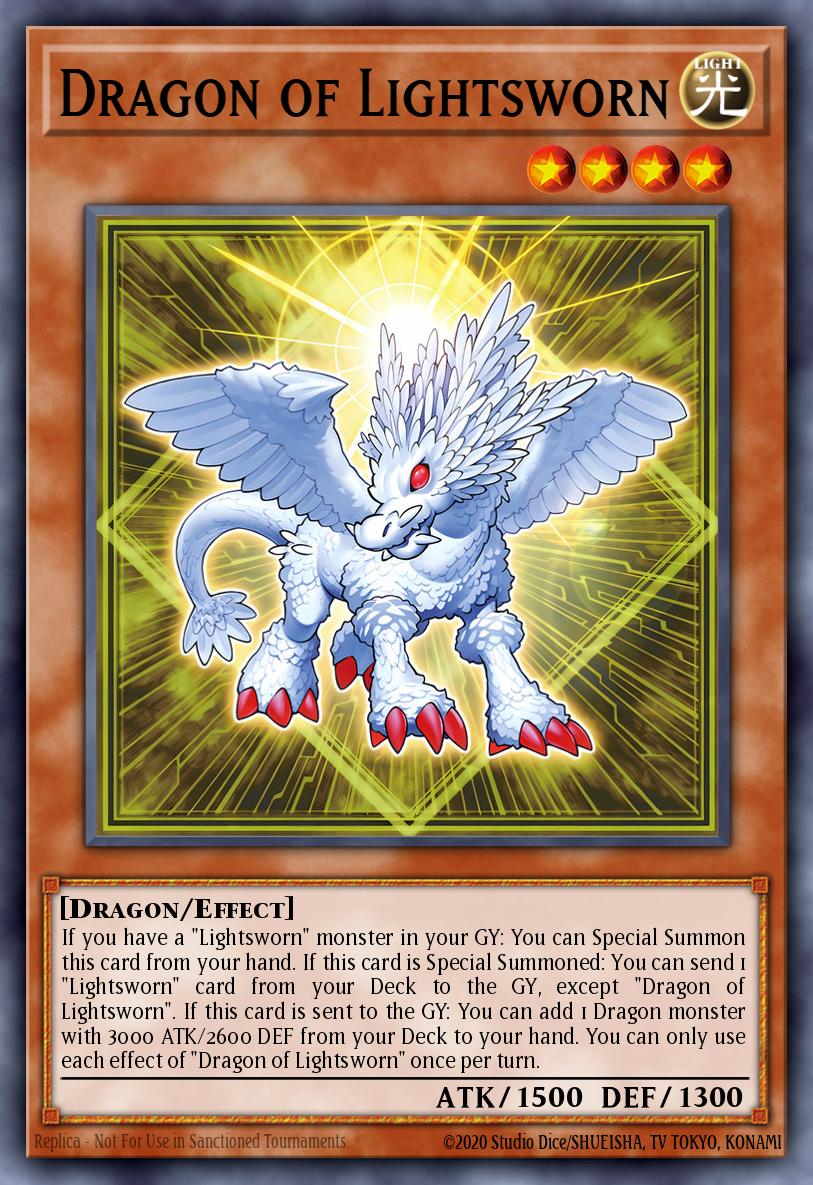 Dragon of Lightsworn
LIGHT
光
[Dragon/Effect]
If you have a "Lightsworn" monster in your GY: You can Special Summon
this card from your hand. If this card is Special Summoned: You can send 1
"Lightsworn" card from your Deck to the GY, except "Dragon of
Lightsworn". If this card is sent to the GY: You can add 1 Dragon monster
with 3000 ATK/2600 DEF from your Deck to your hand. You can only use
each effect of "Dragon of Lightsworn" once per turn.
ATK/1500 DEF/1300
Replica - Not For Use in Sanctioned Tournaments.
©2020 Studio Dice/SHUEISHA, TV TOKYO, KONAMI